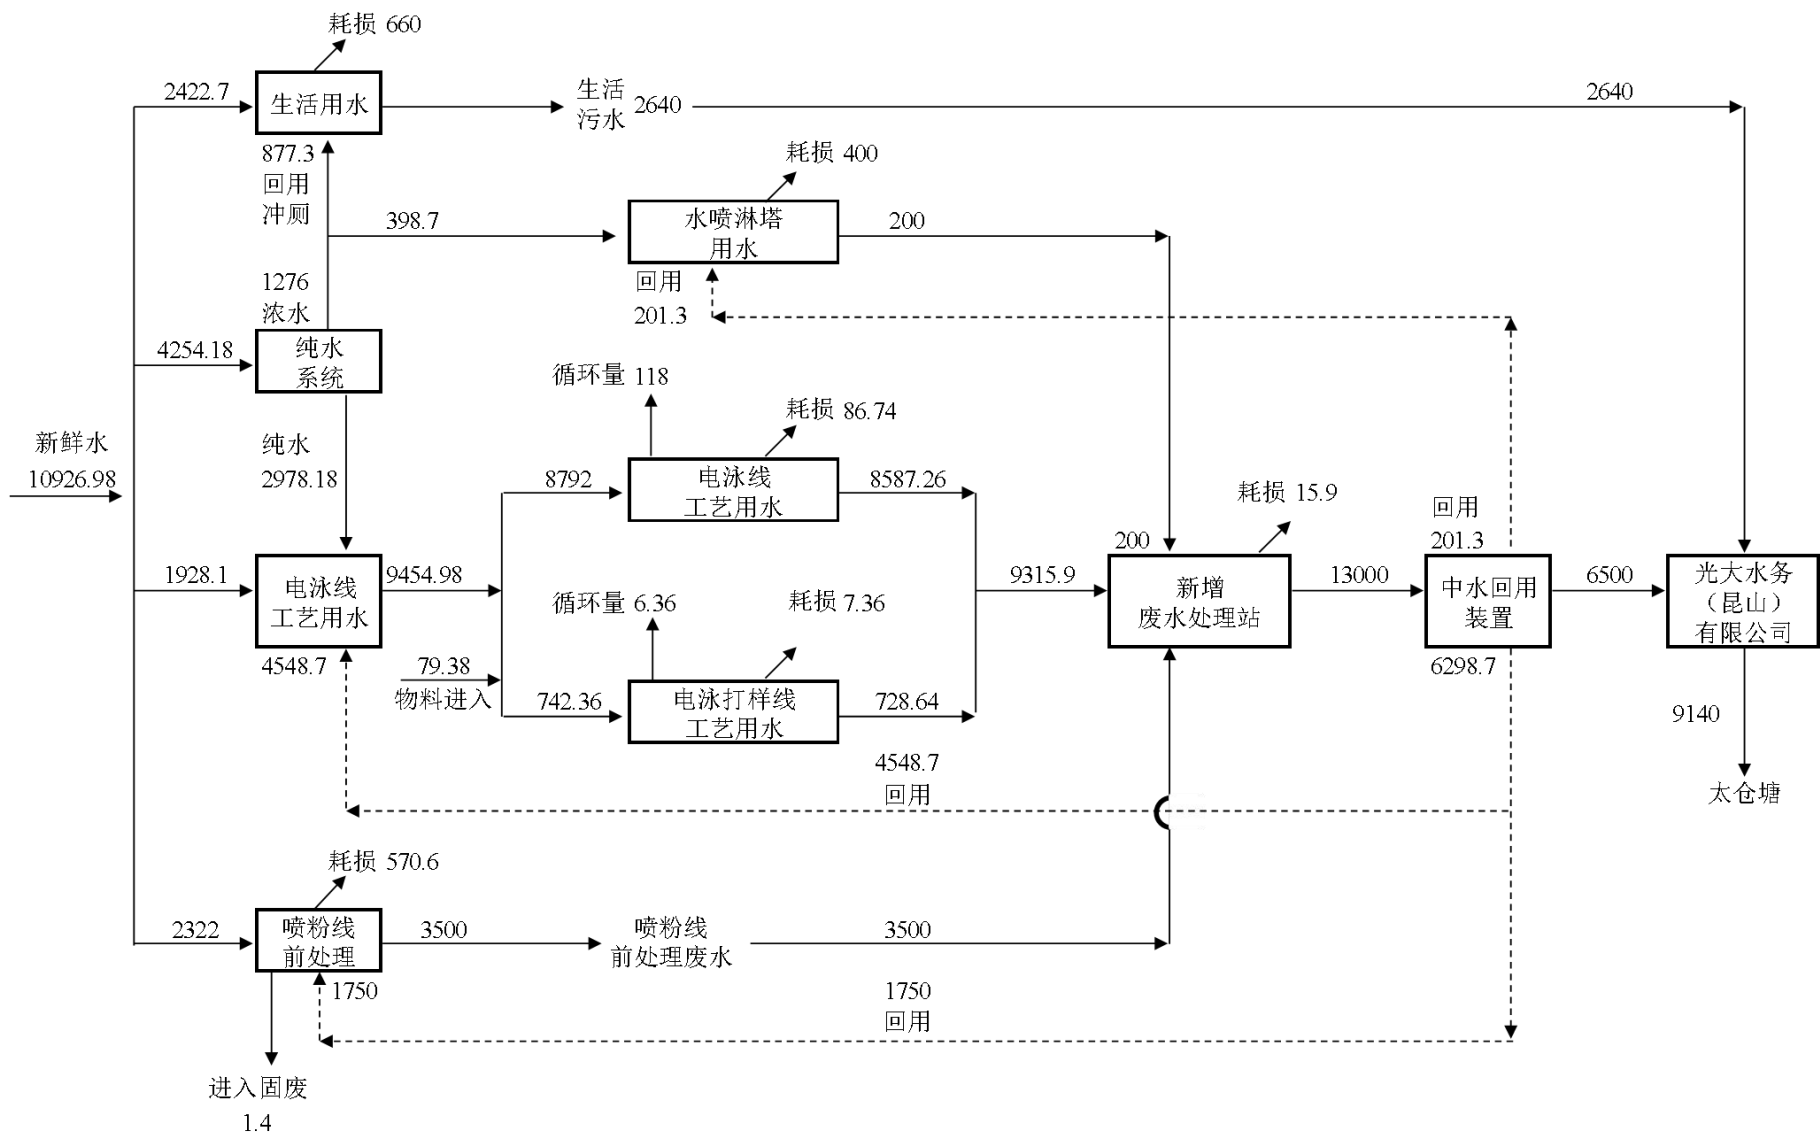 耗损 660
2422.7
生活用水
生活
污水
2640
2640
877.3
回用
冲厕
耗损 400
398.7
水喷淋塔
用水
200
回用
201.3
1276
浓水
4254.18
纯水
系统
循环量 118
耗损 86.74
新鲜水
10926.98
纯水
2978.18
8792
电泳线
工艺用水
8587.26
耗损 15.9
回用
201.3
200
1928.1
电泳线
工艺用水
9454.98
9315.9
新增
废水处理站
13000
中水回用
装置
6500
光大水务
（昆山）
有限公司
循环量 6.36
耗损 7.36
4548.7
79.38
物料进入
742.36
电泳打样线
工艺用水
728.64
6298.7
9140
4548.7
回用
太仓塘
耗损 570.6
2322
喷粉线
前处理
3500
喷粉线
前处理废水
3500
1750
1750
回用
进入固废
1.4